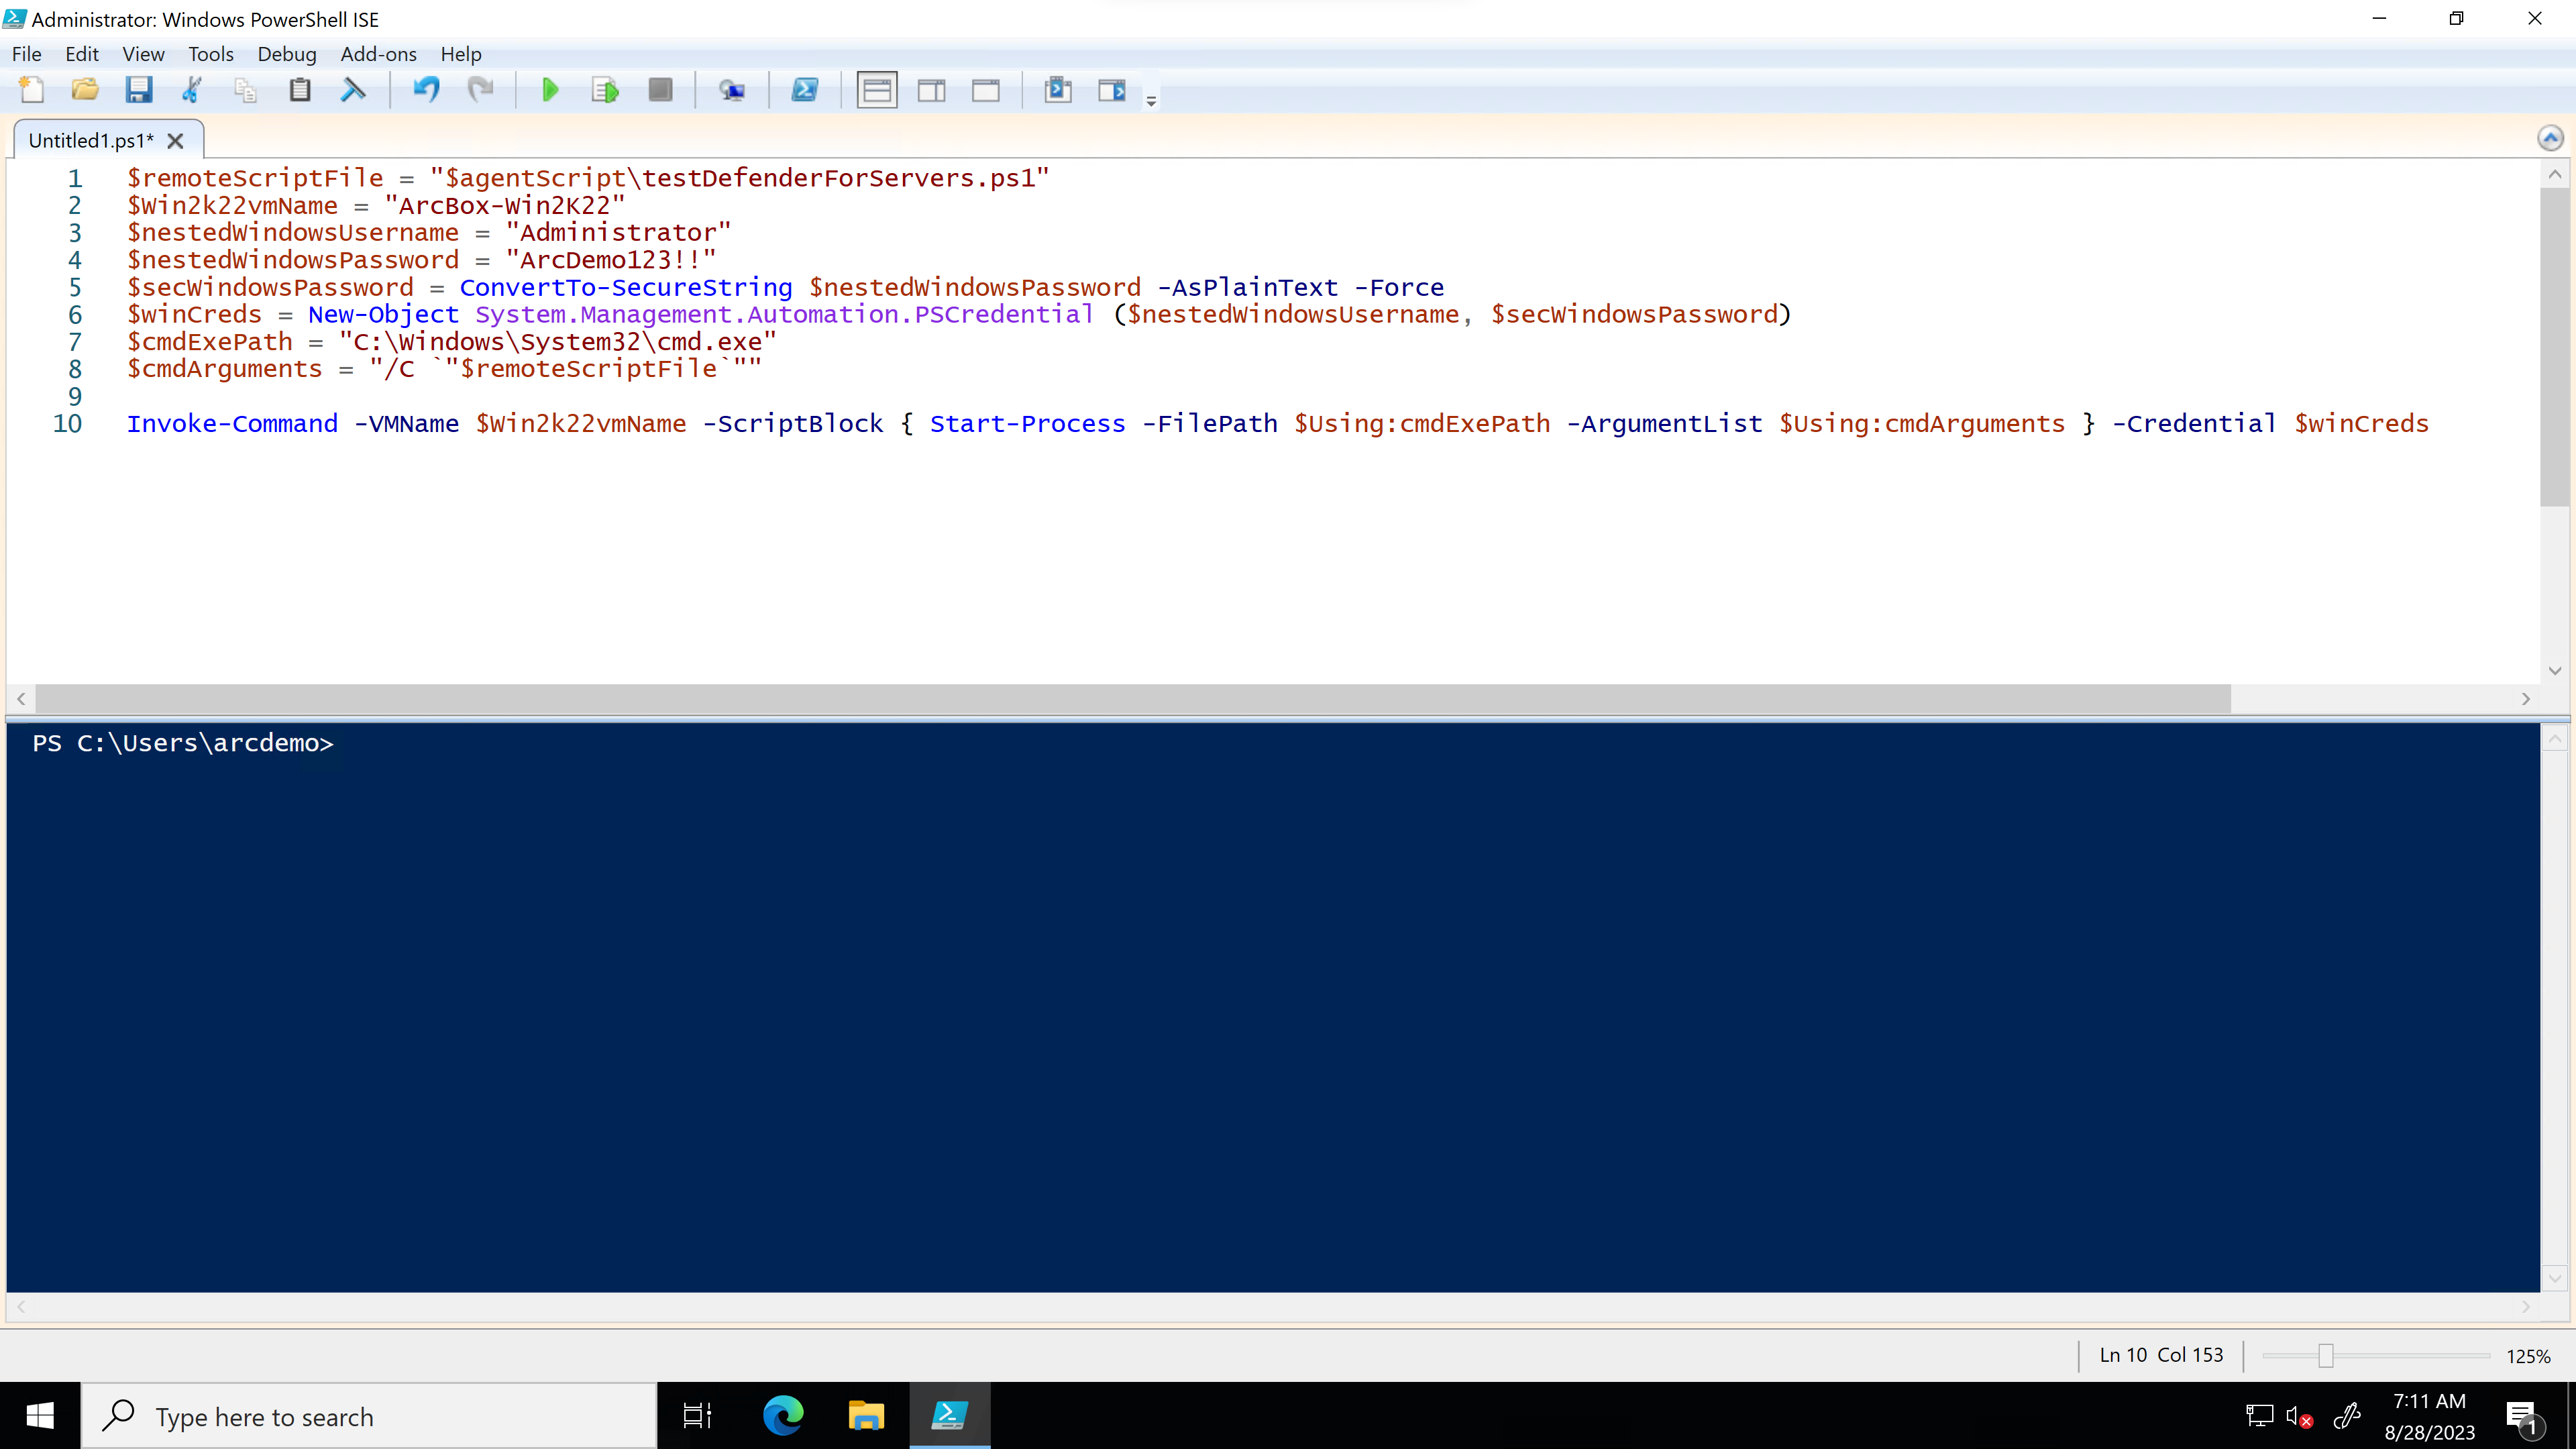 Administrator: Windows PowerShell ISE
File Edit View Tools Debug Add-ons Help
Untitled1.ps1*
1 $remoteScriptFile = "$agentScript\testDefenderForServers.ps1"
2 $Win2k22vmName = "ArcBox-Win2K22"
3 $nestedWindowsUsername = "Administrator"
4 $nestedWindowsPassword = "ArcDemo123!!"
5 $secWindowsPassword = ConvertTo-SecureString $nestedWindowsPassword -AsPlainText -Force
6 $winCreds = New-Object System.Management.Automation.PSCredential ($nestedWindowsUsername, $secWindowsPassword)
7 $cmdExePath = "C:\Windows\System32\cmd.exe"
8 $cmdArguments = "/C `"$remoteScriptFile`""
9
10 Invoke-Command -VMName $Win2k22vmName -ScriptBlock { Start-Process -FilePath $Using:cmdExePath -ArgumentList $Using:cmdArguments } -Credential $winCreds
PS C:\Users\arcdemo>
Ln 10 Col 153 125%
Type here to search
7:11 AM
8/28/2023
1